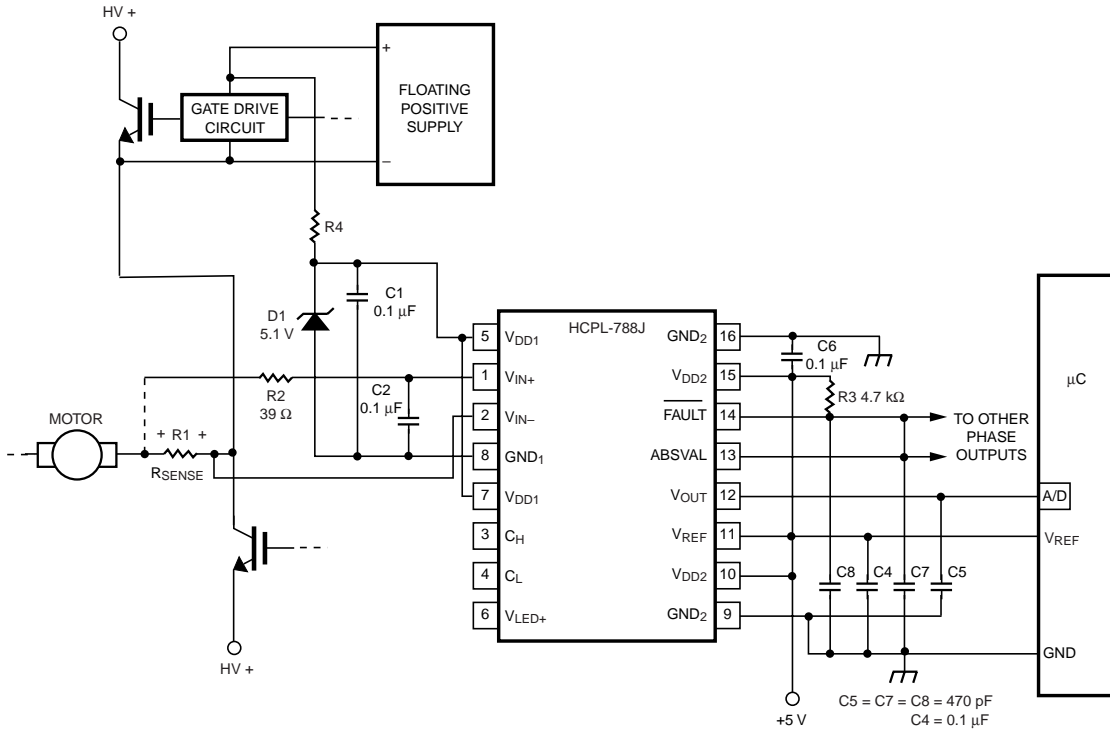 HV +
+
–
GATE DRIVE
CIRCUIT
FLOATING
POSITIVE
SUPPLY
R4
D1
5.1 V
C1
0.1 µF
R2
39 Ω
C2
0.1 µF
MOTOR
+ R1 +
RSENSE
HV +
HCPL-788J
5 VDD1
1 VIN+
2 VIN–
8 GND1
7 VDD1
3 CH
4 CL
6 VLED+
GND2 16
VDD2 15
FAULT 14
ABSVAL 13
VOUT 12
VREF 11
VDD2 10
GND2 9
C6
0.1 µF
R3 4.7 kΩ
TO OTHER
PHASE
OUTPUTS
µC
A/D
VREF
GND
C8
C4
C7
C5
+5 V
C5 = C7 = C8 = 470 pF
C4 = 0.1 µF